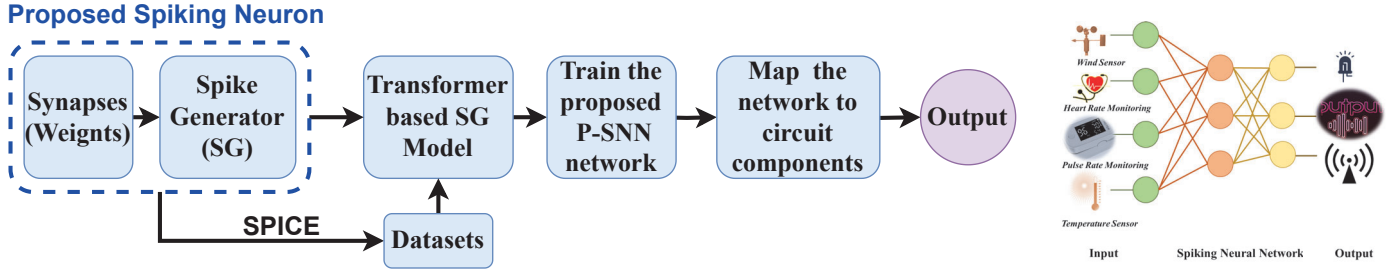 Proposed Spiking Neuron
Synapses
(Weignts)
Spike
Generator
(SG)
Transformer
based SG
Model
Train the
proposed
P-SNN
network
Map the
network to
circuit
components
Output
SPICE
Datasets
Wind Sensor
Heart Rate Monitoring
Pulse Rate Monitoring
Temperature Sensor
Input
Spiking Neural Network
Output